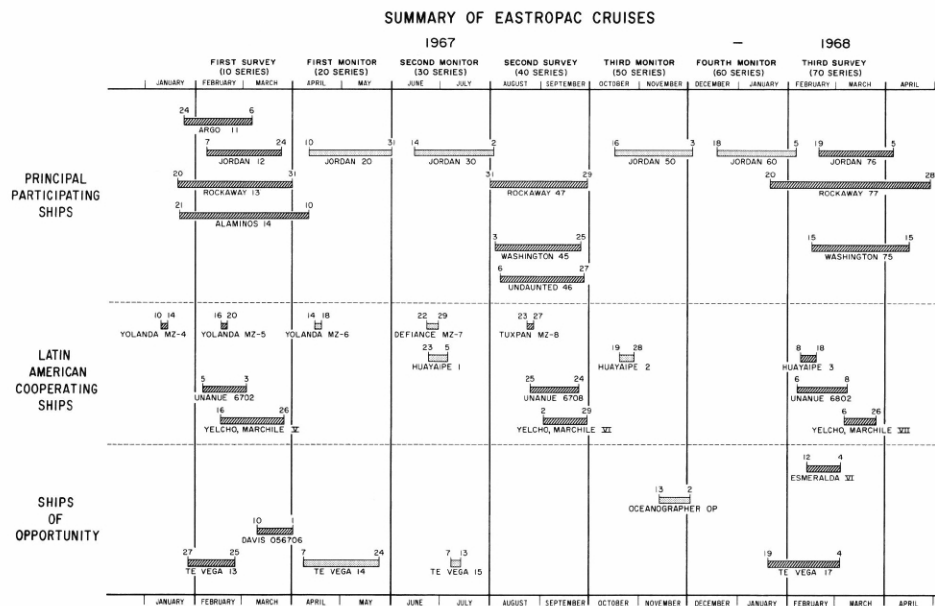 SUMMARY OF EASTROPAC CRUISES
1967 — 1968
FIRST SURVEY FIRST MONITOR SECOND MONITOR SECOND SURVEY THIRD MONITOR FOURTH MONITOR THIRD SURVEY
(10 SERIES) (20 SERIES) (30 SERIES) (40 SERIES) (50 SERIES) (60 SERIES) (70 SERIES)
JANUARY FEBRUARY MARCH APRIL MAY JUNE JULY AUGUST SEPTEMBER OCTOBER NOVEMBER DECEMBER JANUARY FEBRUARY MARCH APRIL
PRINCIPAL
PARTICIPATING
SHIPS
24 6
ARGO 11
7 24 10 31 14 2 16 3 18 5 19 5
JORDAN 12 JORDAN 20 JORDAN 30 JORDAN 50 JORDAN 60 JORDAN 76
20 31 31 29 20 28
ROCKAWAY 13 ROCKAWAY 47 ROCKAWAY 77
21 10
ALAMINOS 14
3 25 15 15
WASHINGTON 45 WASHINGTON 75
6 27
UNDAUNTED 46
LATIN
AMERICAN
COOPERATING
SHIPS
10 14 16 20 14 18 22 29 23 27
YOLANDA MZ-4 YOLANDA MZ-5 YOLANDA MZ-6 DEFIANCE MZ-7 TUXPAN MZ-8
23 5 19 28 8 18
HUAYAIPE 1 HUAYAIPE 2 HUAYAIPE 3
5 3 25 24 6 8
UNANUE 6702 UNANUE 6708 UNANUE 6802
16 26 2 29 6 26
YELCHO, MARCHILE V YELCHO, MARCHILE VI YELCHO, MARCHILE VII
SHIPS
OF
OPPORTUNITY
12 4
ESMERALDA VI
13 2
OCEANOGRAPHER OP
10 1
DAVIS 056706
27 25 7 24 7 13 19 4
TE VEGA 13 TE VEGA 14 TE VEGA 15 TE VEGA 17
JANUARY FEBRUARY MARCH APRIL MAY JUNE JULY AUGUST SEPTEMBER OCTOBER NOVEMBER DECEMBER JANUARY FEBRUARY MARCH APRIL